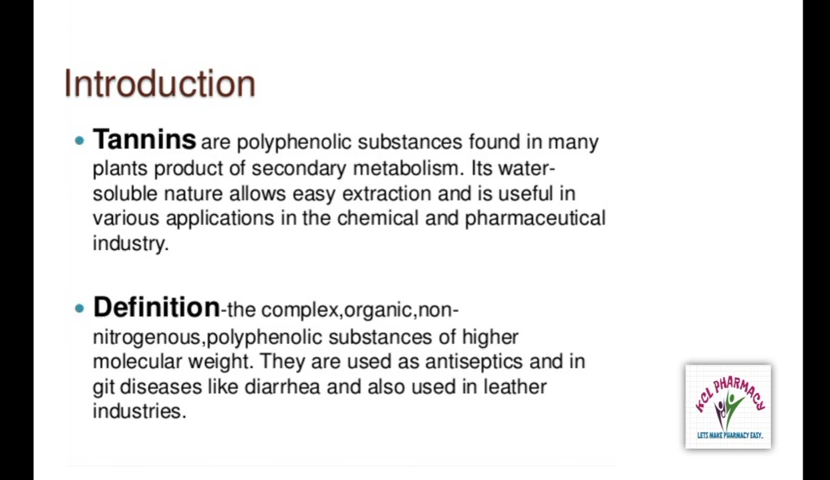 Introduction
• Tannins are polyphenolic substances found in many
plants product of secondary metabolism. Its water-
soluble nature allows easy extraction and is useful in
various applications in the chemical and pharmaceutical
industry.
• Definition-the complex,organic,non-
nitrogenous,polyphenolic substances of higher
molecular weight. They are used as antiseptics and in
git diseases like diarrhea and also used in leather
industries.
KCL PHARMACY
LETS MAKE PHARMACY EASY.